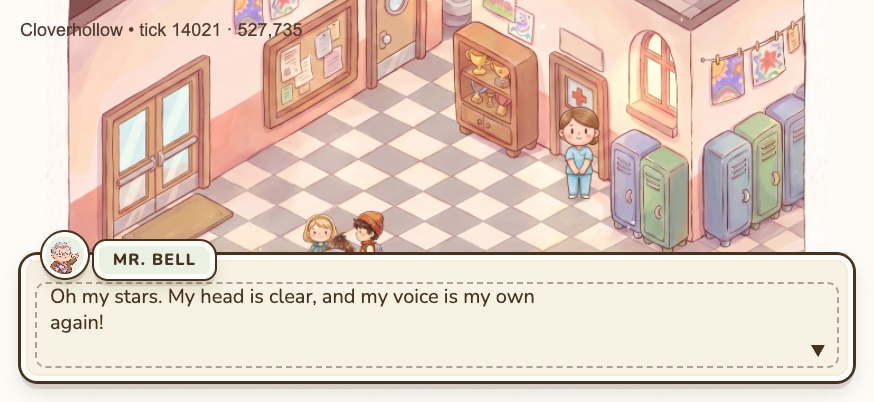 Cloverhollow • tick 14021 · 527,735
MR. BELL
Oh my stars. My head is clear, and my voice is my own
again!